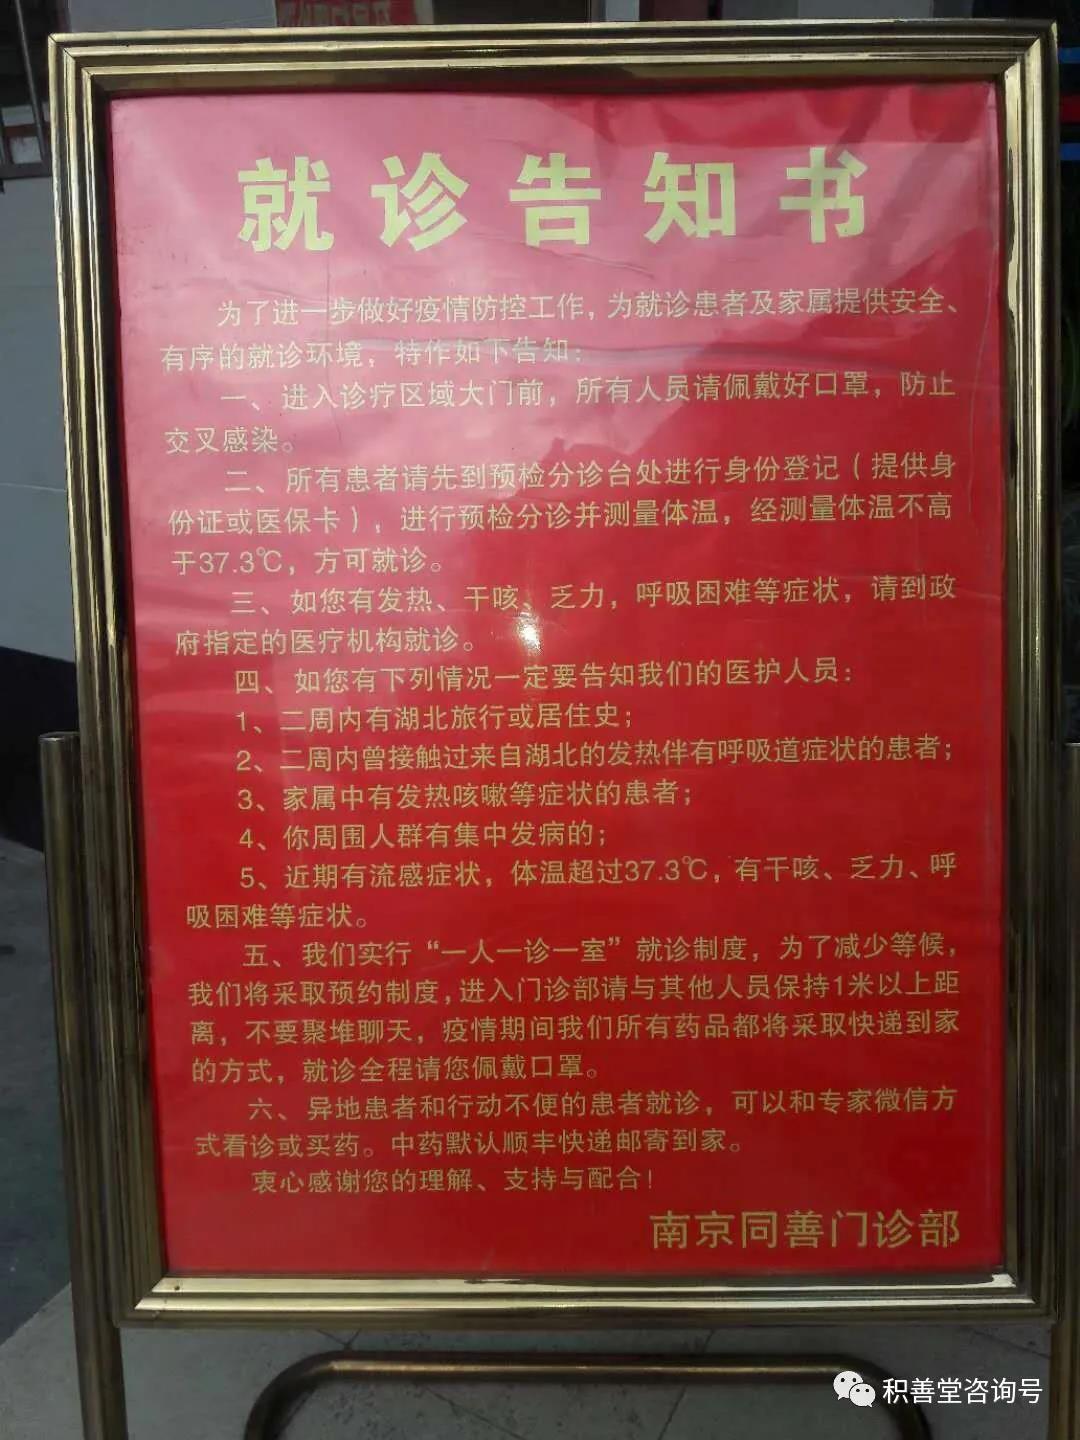 就诊告知书
为了进一步做好疫情防控工作，为就诊患者及家属提供安全、
有序的就诊环境，特作如下告知：
一、进入诊疗区域大门前，所有人员请佩戴好口罩，防止
交叉感染。
二、所有患者请先到预检分诊台处进行身份登记（提供身
份证或医保卡），进行预检分诊并测量体温，经测量体温不高
于37.3℃，方可就诊。
三、如您有发热、干咳、乏力，呼吸困难等症状，请到政
府指定的医疗机构就诊。
四、如您有下列情况一定要告知我们的医护人员：
1、二周内有湖北旅行或居住史；
2、二周内曾接触过来自湖北的发热伴有呼吸道症状的患者；
3、家属中有发热咳嗽等症状的患者；
4、你周围人群有集中发病的；
5、近期有流感症状，体温超过37.3℃，有干咳、乏力、呼
吸困难等症状。
五、我们实行“一人一诊一室”就诊制度，为了减少等候，
我们将采取预约制度，进入门诊部请与其他人员保持1米以上距
离，不要聚堆聊天，疫情期间我们所有药品都将采取快递到家
的方式，就诊全程请您佩戴口罩。
六、异地患者和行动不便的患者就诊，可以和专家微信方
式看诊或买药。中药默认顺丰快递邮寄到家。
衷心感谢您的理解、支持与配合！
南京同善门诊部
积善堂咨询号